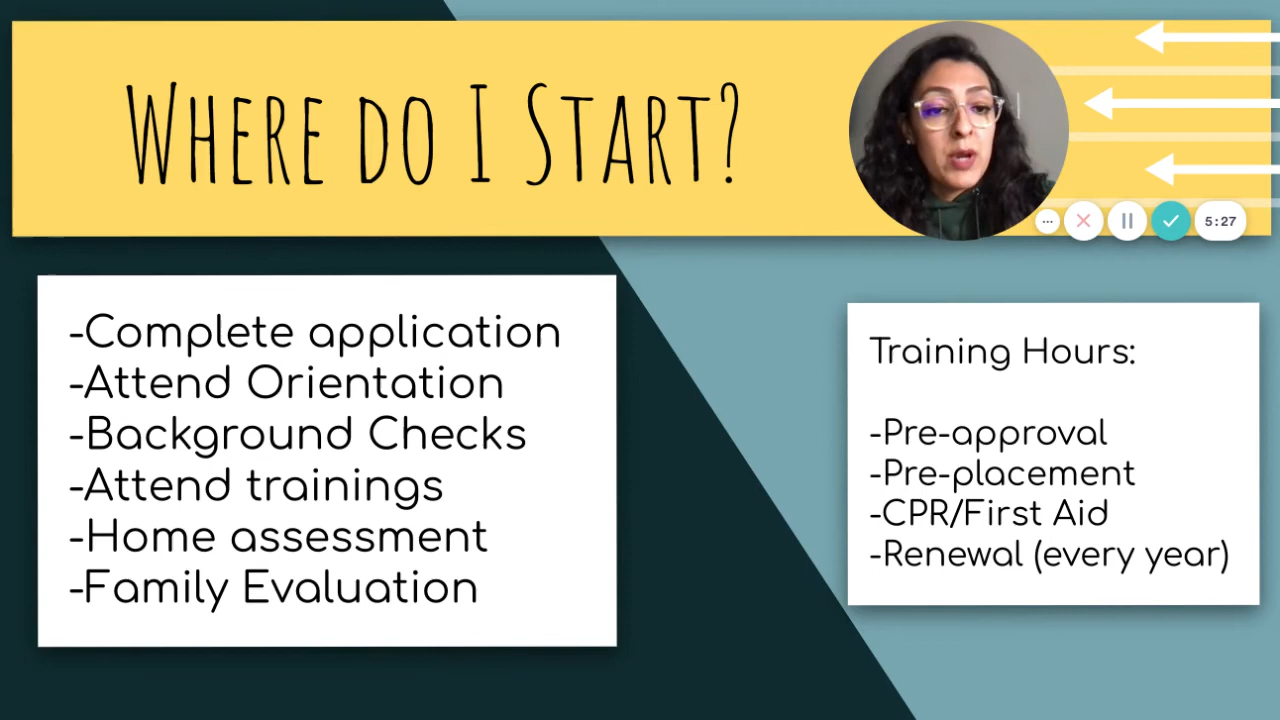 Where do I Start?
5:27
-Complete application
-Attend Orientation
-Background Checks
-Attend trainings
-Home assessment
-Family Evaluation
Training Hours:
-Pre-approval
-Pre-placement
-CPR/First Aid
-Renewal (every year)